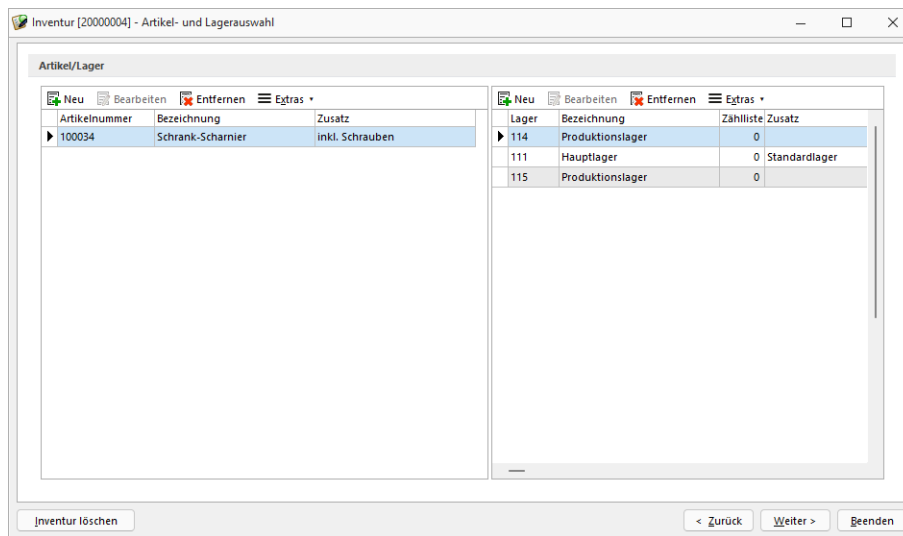 Inventur [20000004] - Artikel- und Lagerauswahl
Artikel/Lager
Neu Bearbeiten Entfernen Extras
Artikelnummer Bezeichnung Zusatz
100034 Schrank-Scharnier inkl. Schrauben
Neu Bearbeiten Entfernen Extras
Lager Bezeichnung Zählliste Zusatz
114 Produktionslager 0
111 Hauptlager 0 Standardlager
115 Produktionslager 0
Inventur löschen < Zurück Weiter > Beenden